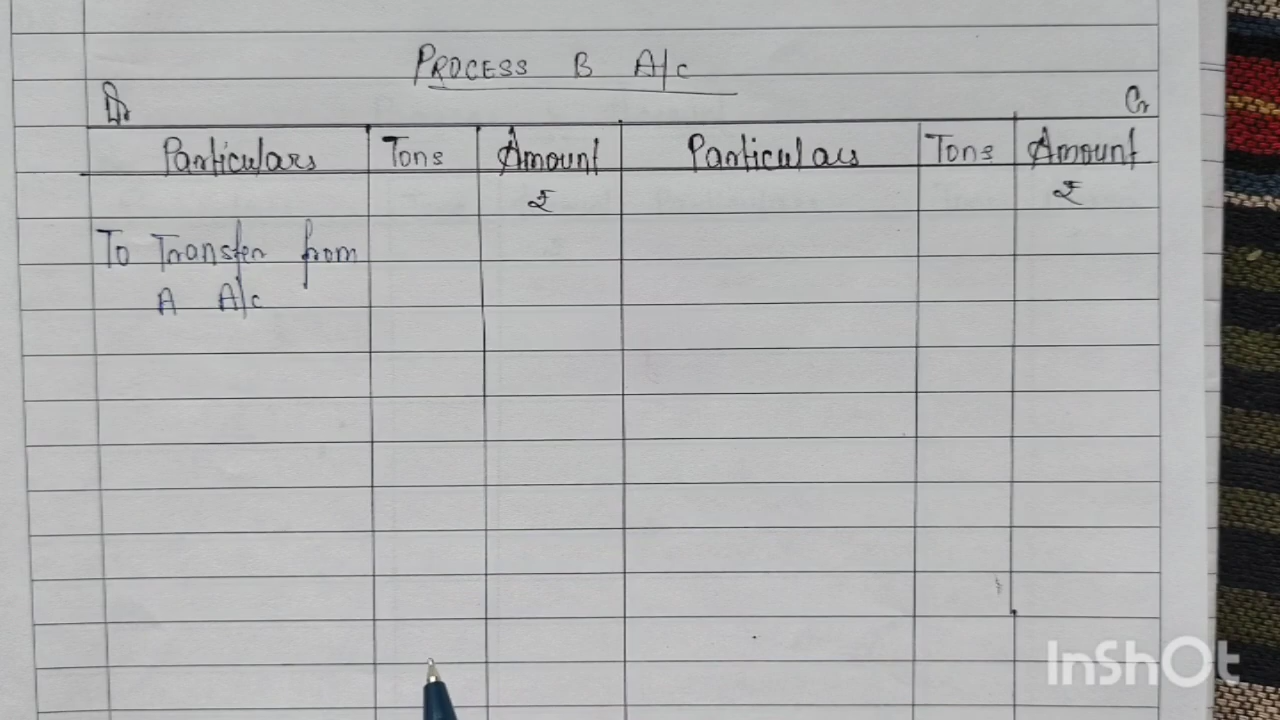 PROCESS B A/c
Dr Cr
Particulars Tons Amount Particulars Tons Amount
₹ ₹
To Transfer from
A A/c
InShOt